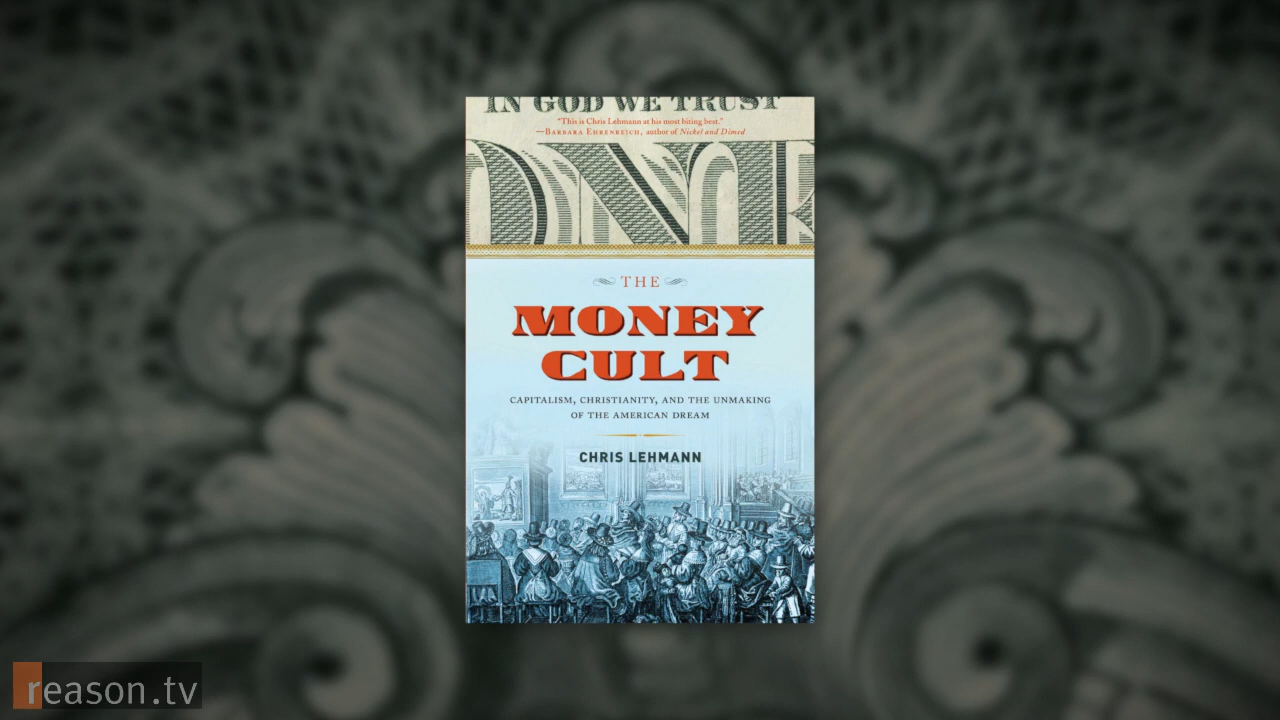 IN GOD WE TRUST
"This is Chris Lehmann at his most biting best."
—BARBARA EHRENREICH, author of Nickel and Dimed
ONE
THE
MONEY
CULT
CAPITALISM, CHRISTIANITY, AND THE UNMAKING
OF THE AMERICAN DREAM
CHRIS LEHMANN
reason.tv